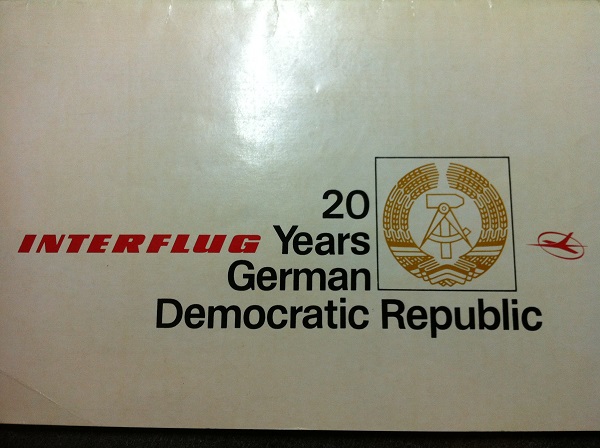 20
INTERFLUG Years
German
Democratic Republic